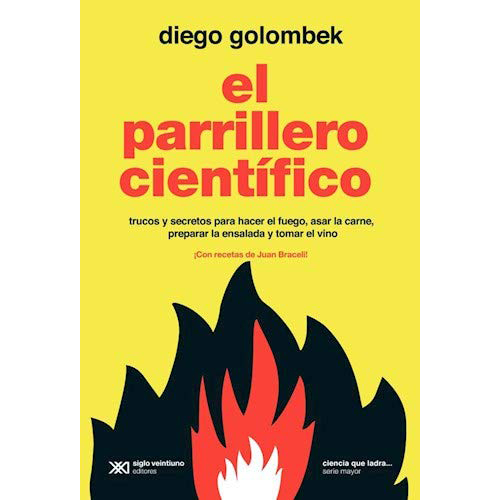 diego golombek
el
parrillero
científico
trucos y secretos para hacer el fuego, asar la carne,
preparar la ensalada y tomar el vino
¡Con recetas de Juan Braceli!
siglo veintiuno
editores
ciencia que ladra...
serie mayor